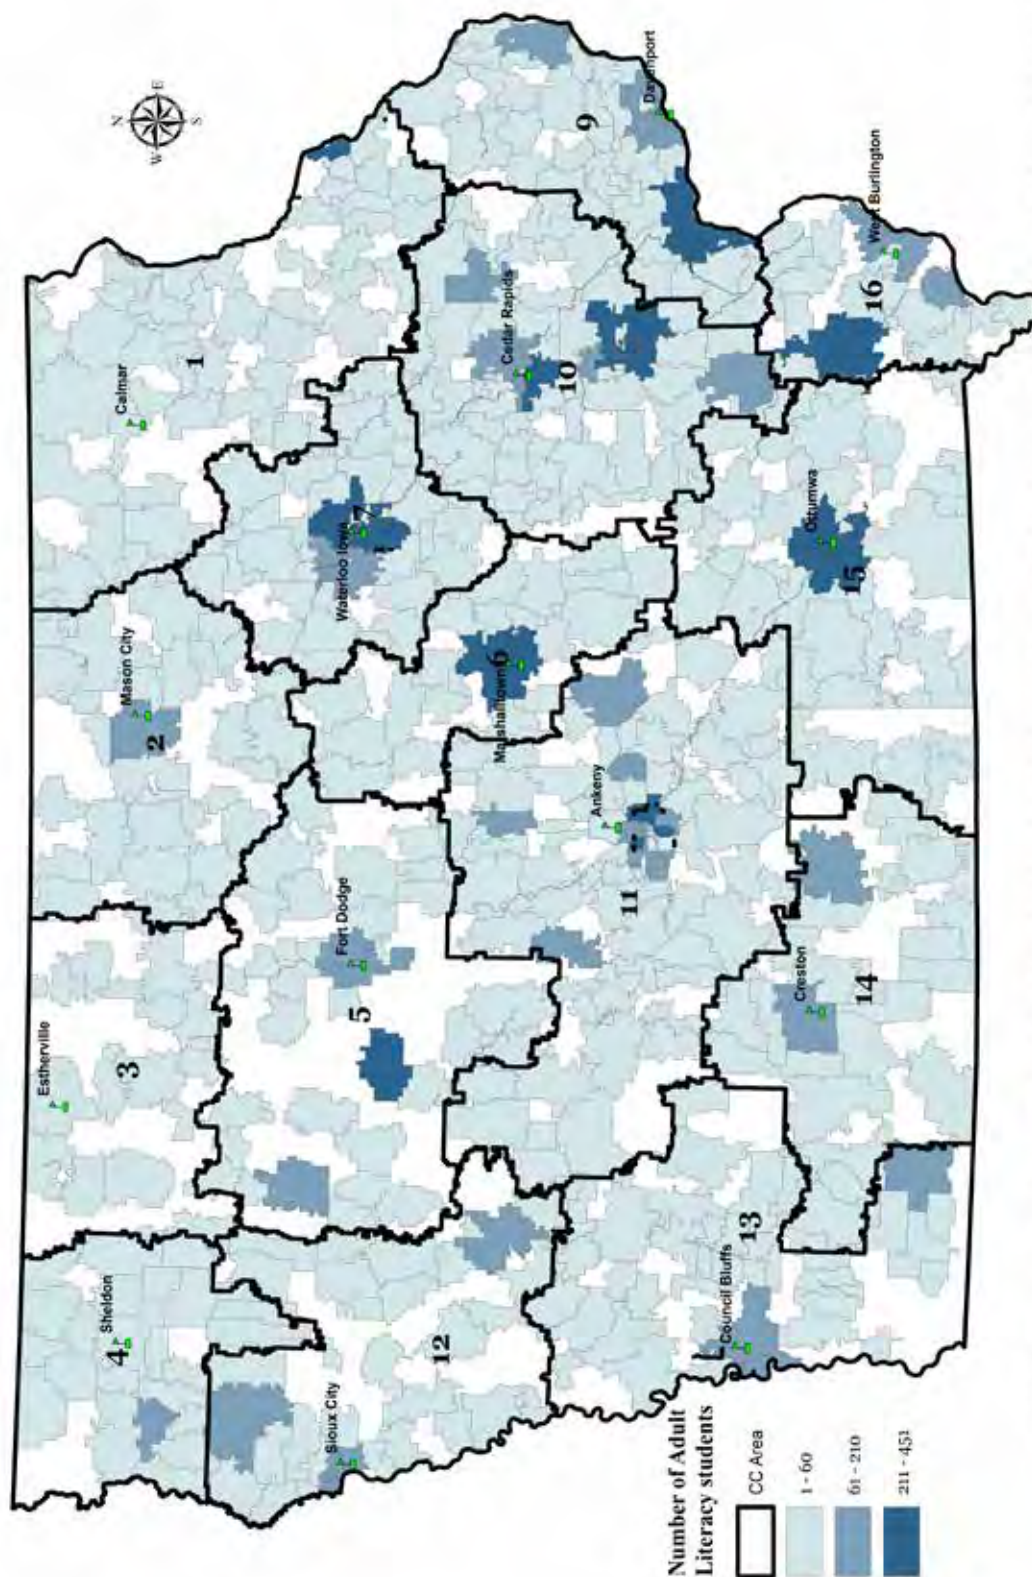 Estherville
Sheldon
Calmar
Mason City
N
W
E
S
4
3
2
1
Sioux City
Fort Dodge
Waterloo Iowa
5
7
12
Marshalltown
6
Cedar Rapids
10
9
Ankeny
11
Davenport
Council Bluffs
13
Creston
Ottumwa
15
14
16
West Burlington
Number of Adult
Literacy students
CC Area
1 - 60
61 - 210
211 - 451